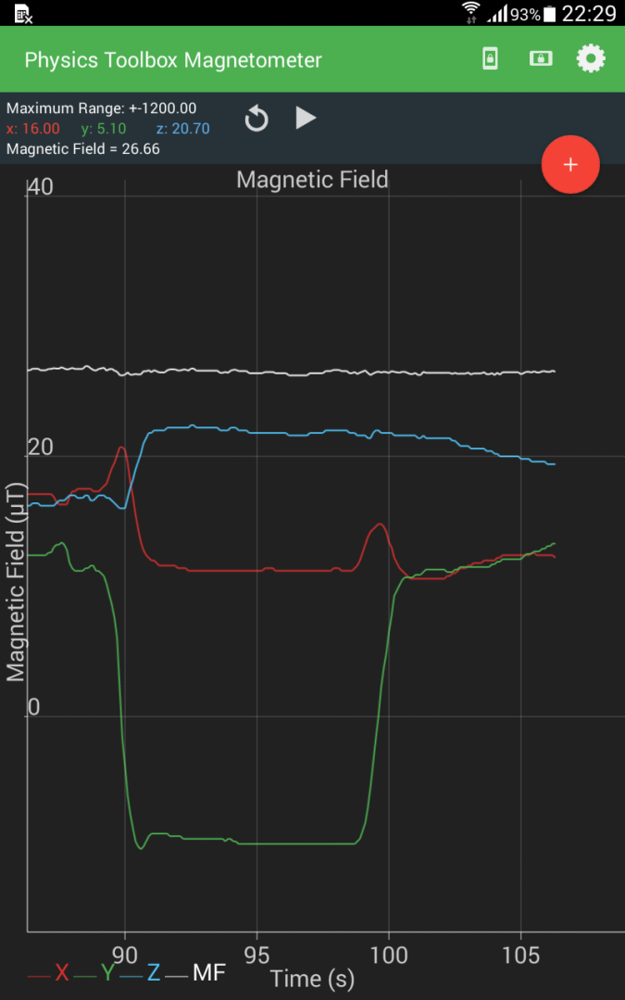 93% 22:29
Physics Toolbox Magnetometer
Maximum Range: +-1200.00
x: 16.00 y: 5.10 z: 20.70
Magnetic Field = 26.66
+
Magnetic Field
40
20
0
Magnetic Field (μT)
90 95 100 105
X Y Z MF
Time (s)